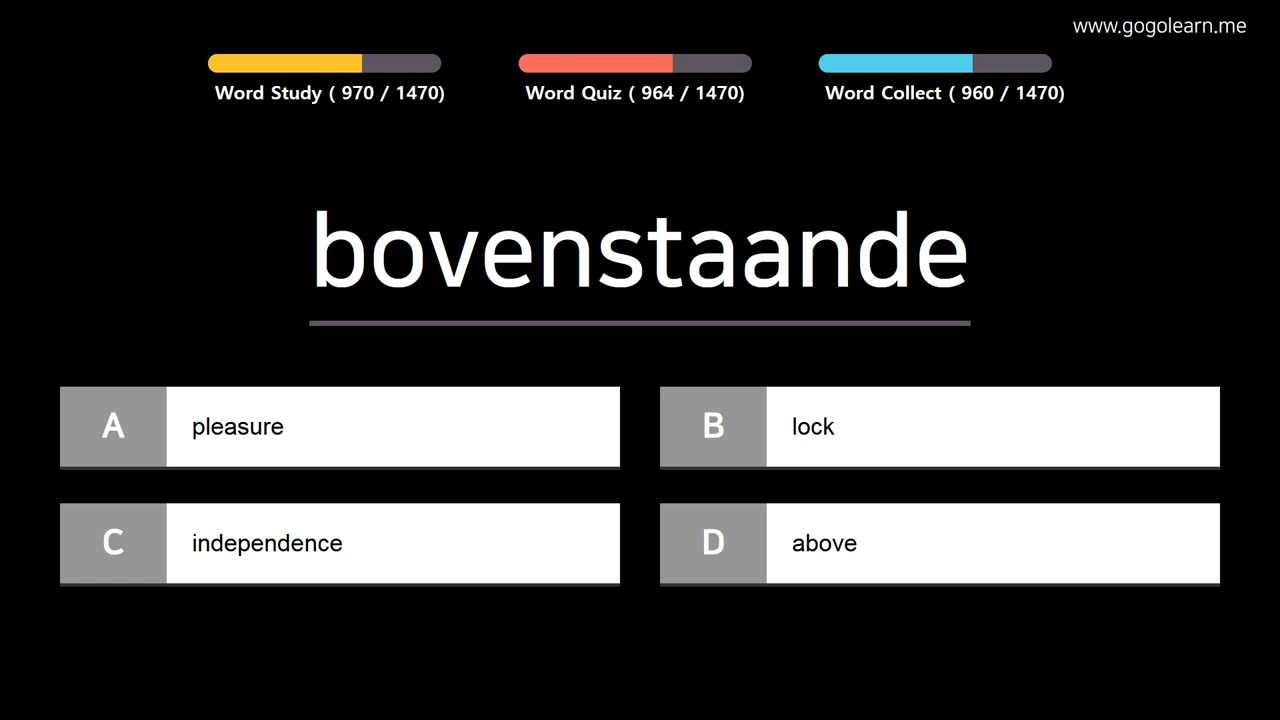 www.gogolearn.me
Word Study ( 970 / 1470)
Word Quiz ( 964 / 1470)
Word Collect ( 960 / 1470)
bovenstaande
A pleasure
B lock
C independence
D above